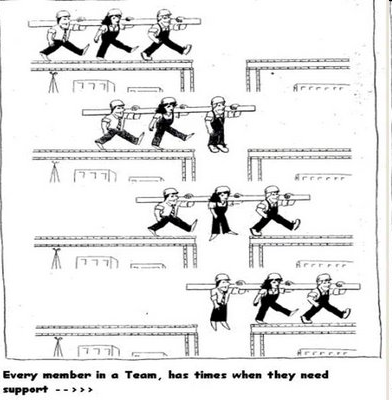 Every member in a Team, has times when they need
support -->>>